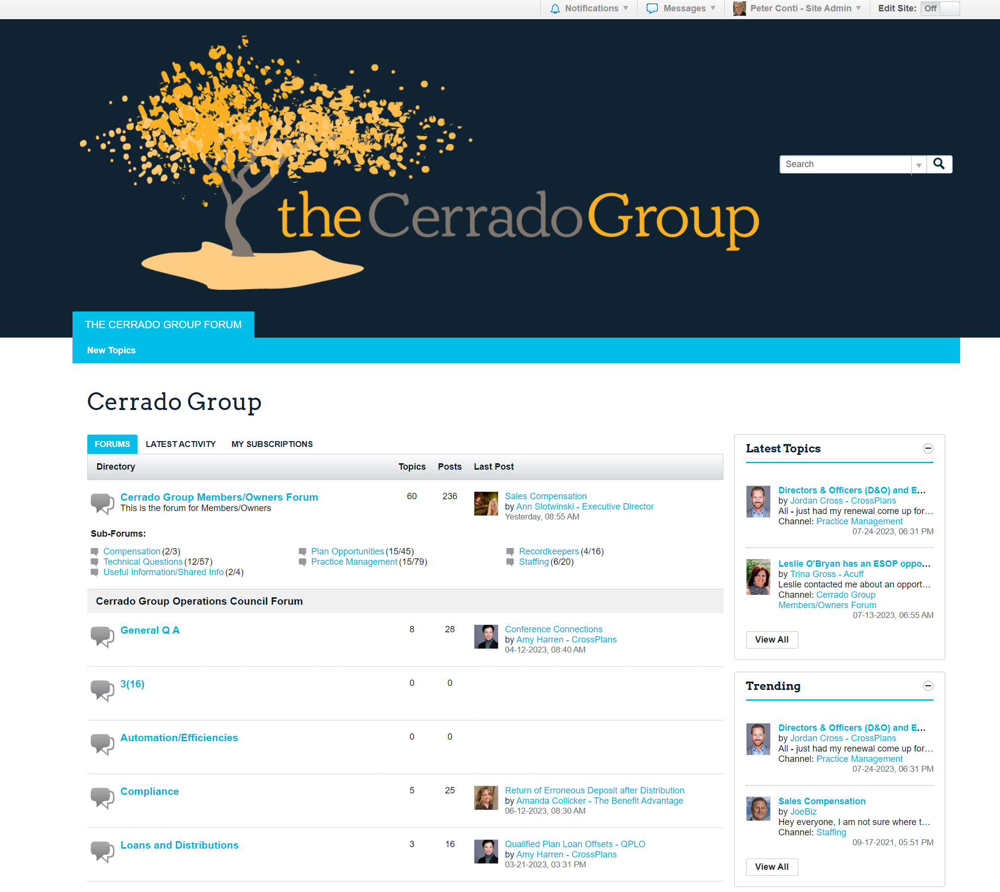 Notifications
Messages
Peter Conti - Site Admin
Edit Site: Off
Search
the Cerrado Group
THE CERRADO GROUP FORUM
New Topics
Cerrado Group
FORUMS LATEST ACTIVITY MY SUBSCRIPTIONS
Directory Topics Posts Last Post
Cerrado Group Members/Owners Forum 60 236 Sales Compensation
This is the forum for Members/Owners
by Ann Slotwinski - Executive Director
Yesterday, 08:55 AM
Sub-Forums:
Compensation (2/3) Plan Opportunities (15/45) Recordkeepers (4/16)
Technical Questions (12/57) Practice Management (15/79) Staffing (6/20)
Useful Information/Shared Info (2/4)
Cerrado Group Operations Council Forum
General Q A 8 28 Conference Connections
by Amy Harren - CrossPlans
04-12-2023, 08:40 AM
3(16) 0 0
Automation/Efficiencies 0 0
Compliance 5 25 Return of Erroneous Deposit after Distribution
by Amanda Collicker - The Benefit Advantage
06-12-2023, 08:30 AM
Loans and Distributions 3 16 Qualified Plan Loan Offsets - QPLO
by Amy Harren - CrossPlans
03-21-2023, 03:31 PM
Latest Topics
Directors & Officers (D&O) and E...
by Jordan Cross - CrossPlans
All - just had my renewal come up for...
Channel: Practice Management
07-24-2023, 06:31 PM
Leslie O'Bryan has an ESOP oppo...
by Trina Gross - Acuff
Leslie contacted me about an opport...
Channel: Cerrado Group
Members/Owners Forum
07-13-2023, 06:55 AM
View All
Trending
Directors & Officers (D&O) and E...
by Jordan Cross - CrossPlans
All - just had my renewal come up for...
Channel: Practice Management
07-24-2023, 06:31 PM
Sales Compensation
by JoeBiz
Hey everyone, I am not sure where t...
Channel: Staffing
09-17-2021, 05:51 PM
View All